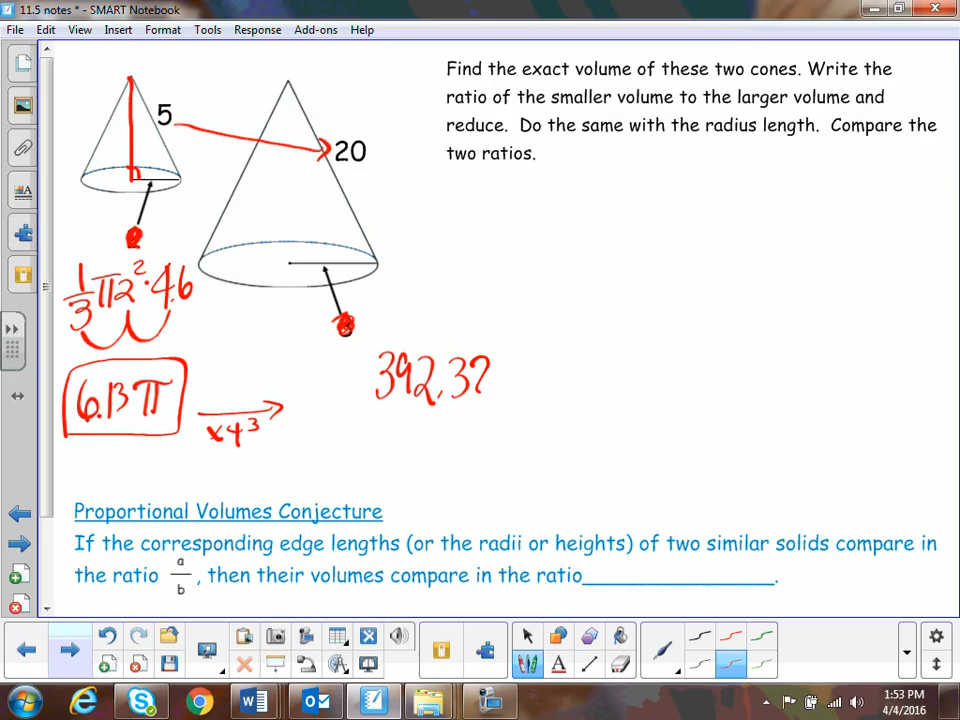 11.5 notes * - SMART Notebook
File Edit View Insert Format Tools Response Add-ons Help
5
20
Find the exact volume of these two cones. Write the
ratio of the smaller volume to the larger volume and
reduce. Do the same with the radius length. Compare the
two ratios.
1/3 π2²·4.6
6.13 π
x4³
392.32
Proportional Volumes Conjecture
If the corresponding edge lengths (or the radii or heights) of two similar solids compare in
the ratio a/b, then their volumes compare in the ratio________________.
1:53 PM
4/4/2016